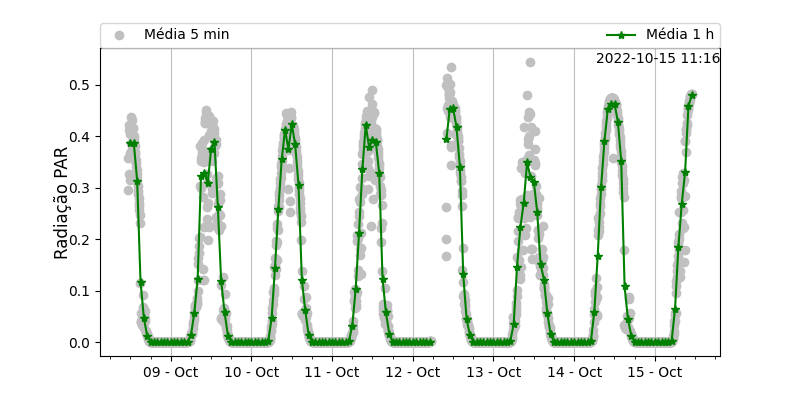 Média 5 min
Média 1 h
2022-10-15 11:16
Radiação PAR
0.5
0.4
0.3
0.2
0.1
0.0
09 - Oct
10 - Oct
11 - Oct
12 - Oct
13 - Oct
14 - Oct
15 - Oct